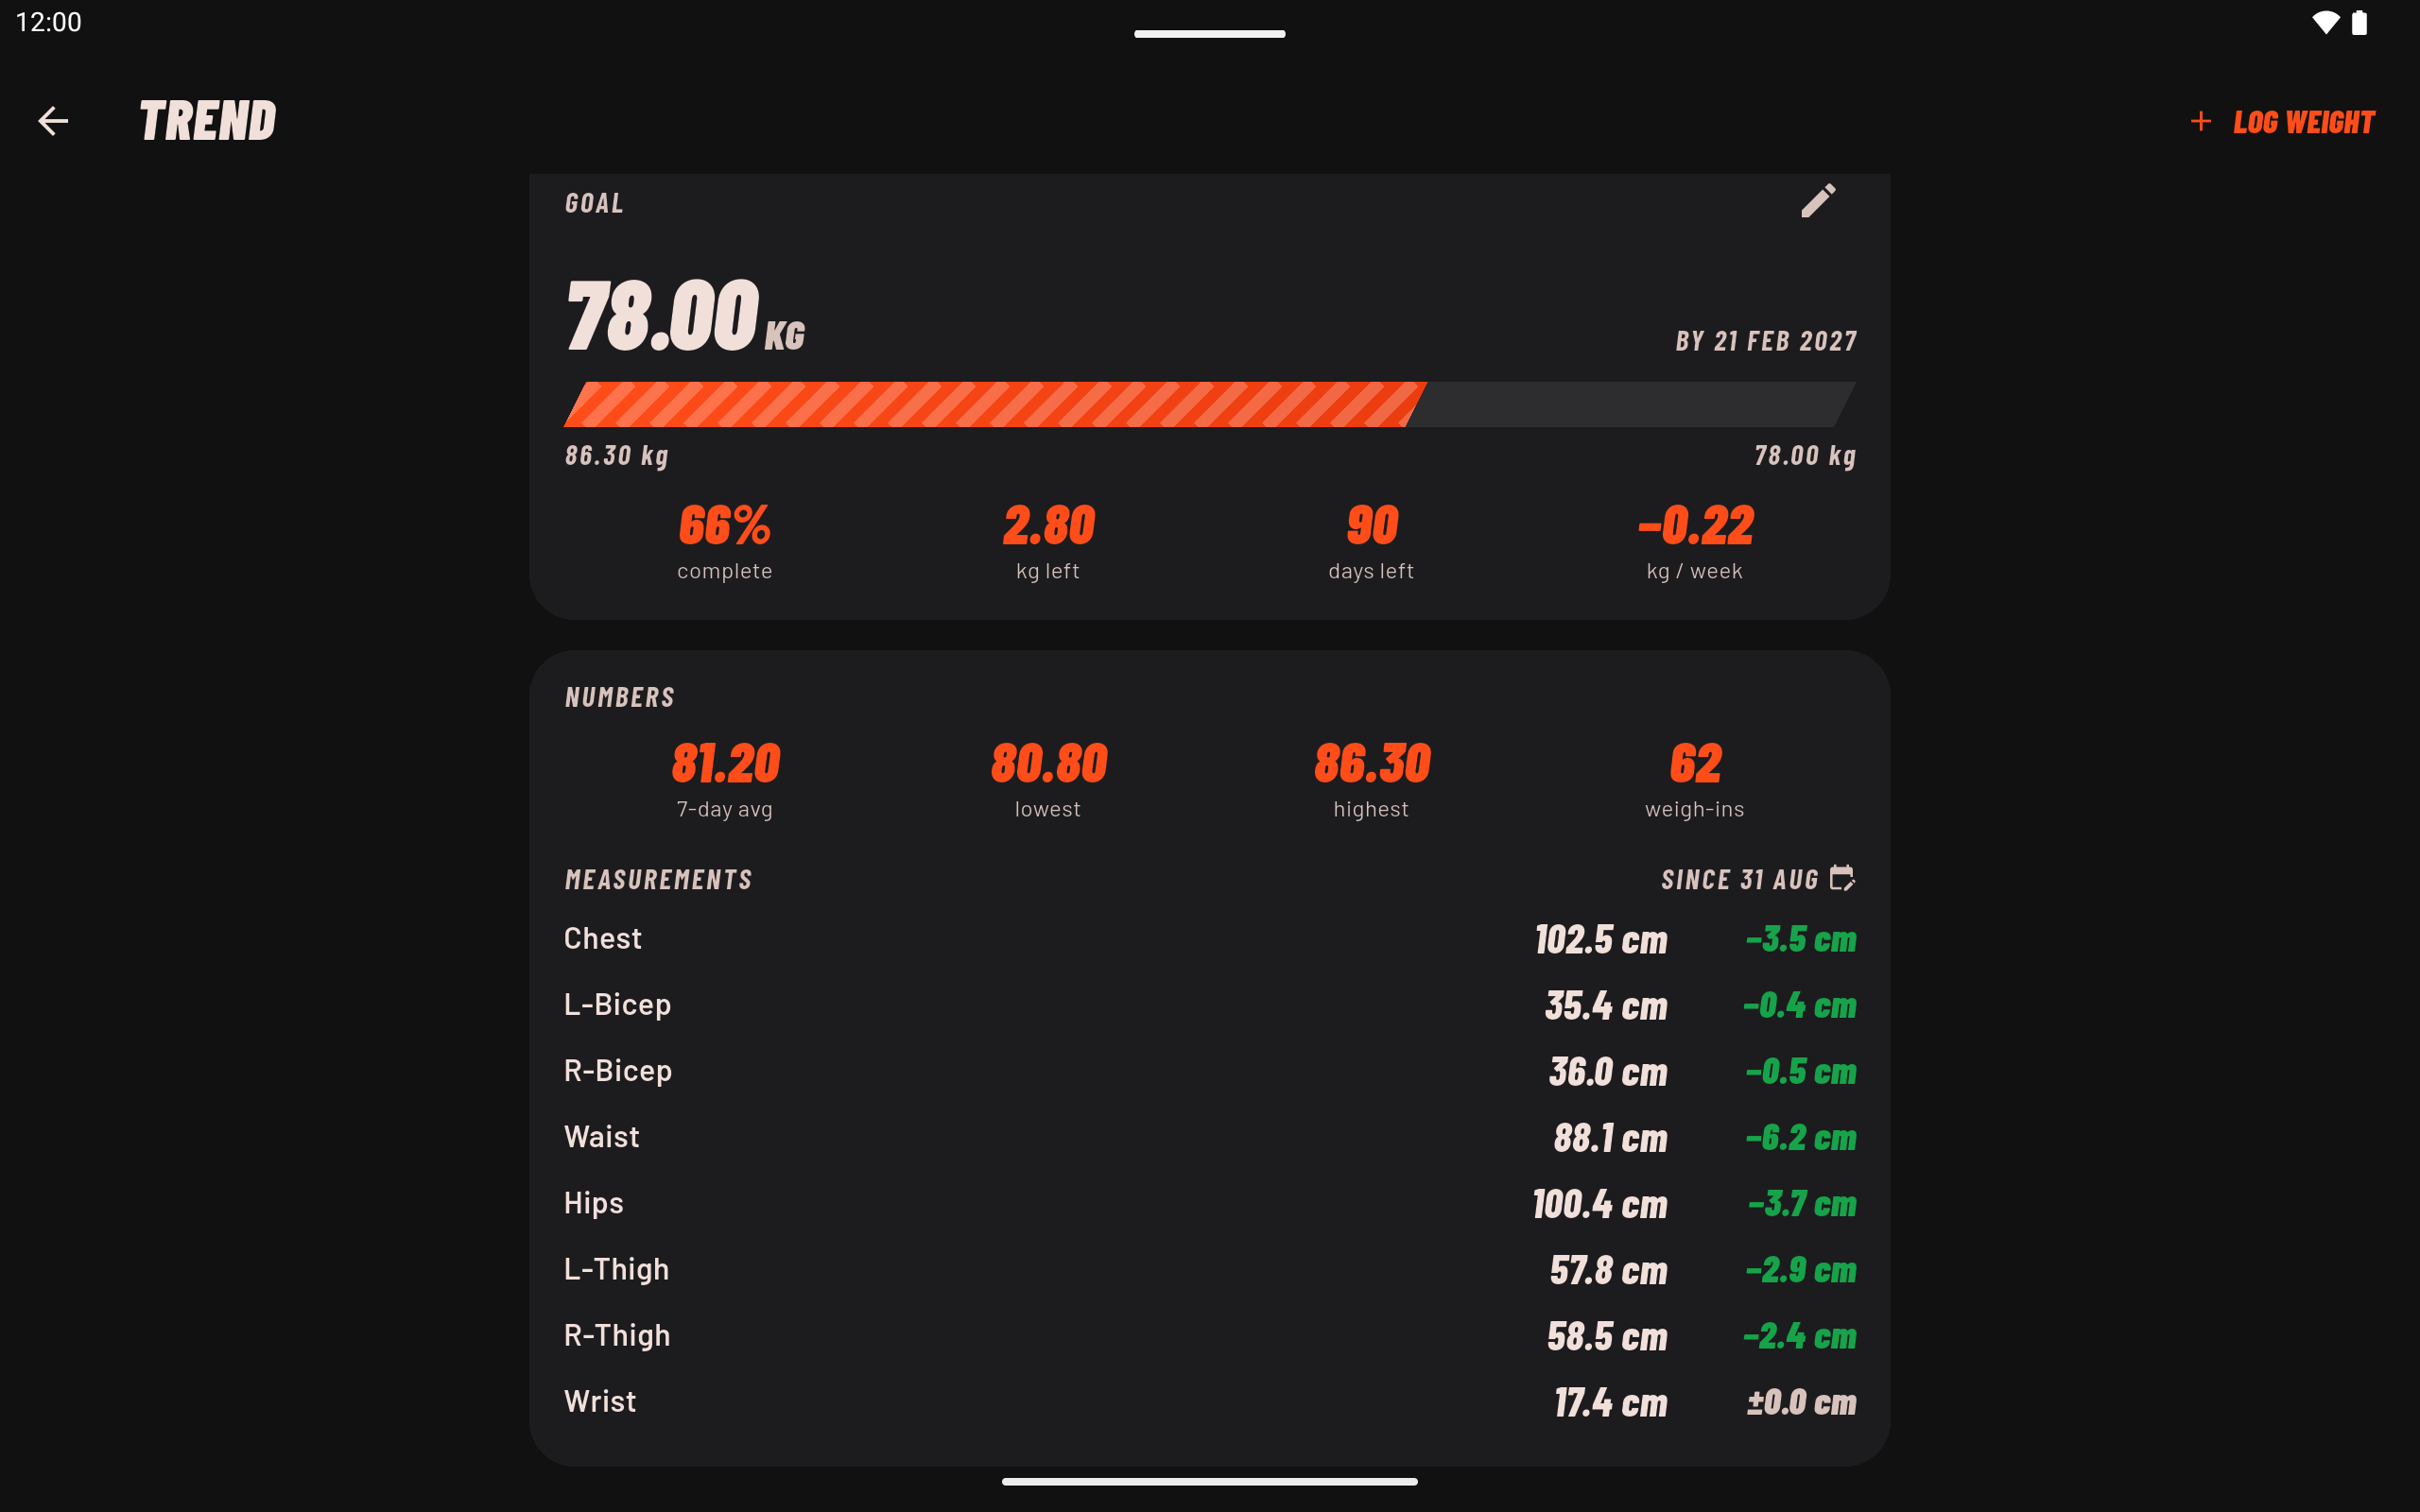 12:00
TREND
+ LOG WEIGHT
GOAL
78.00 KG
BY 21 FEB 2027
86.30 kg
78.00 kg
66%
2.80
90
−0.22
complete
kg left
days left
kg / week
NUMBERS
81.20
80.80
86.30
62
7-day avg
lowest
highest
weigh-ins
MEASUREMENTS
SINCE 31 AUG
Chest 102.5 cm −3.5 cm
L-Bicep 35.4 cm −0.4 cm
R-Bicep 36.0 cm −0.5 cm
Waist 88.1 cm −6.2 cm
Hips 100.4 cm −3.7 cm
L-Thigh 57.8 cm −2.9 cm
R-Thigh 58.5 cm −2.4 cm
Wrist 17.4 cm ±0.0 cm